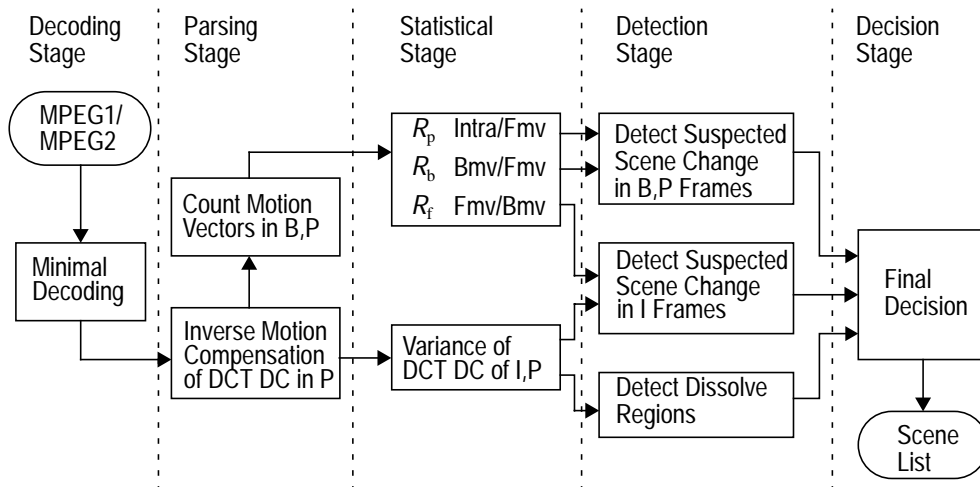 Decoding
Stage
Parsing
Stage
Statistical
Stage
Detection
Stage
Decision
Stage
MPEG1/
MPEG2
Minimal
Decoding
Count Motion
Vectors in B,P
Inverse Motion
Compensation
of DCT DC in P
Rp Intra/Fmv
Rb Bmv/Fmv
Rf Fmv/Bmv
Variance of
DCT DC of I,P
Detect Suspected
Scene Change
in B,P Frames
Detect Suspected
Scene Change
in I Frames
Detect Dissolve
Regions
Final
Decision
Scene
List